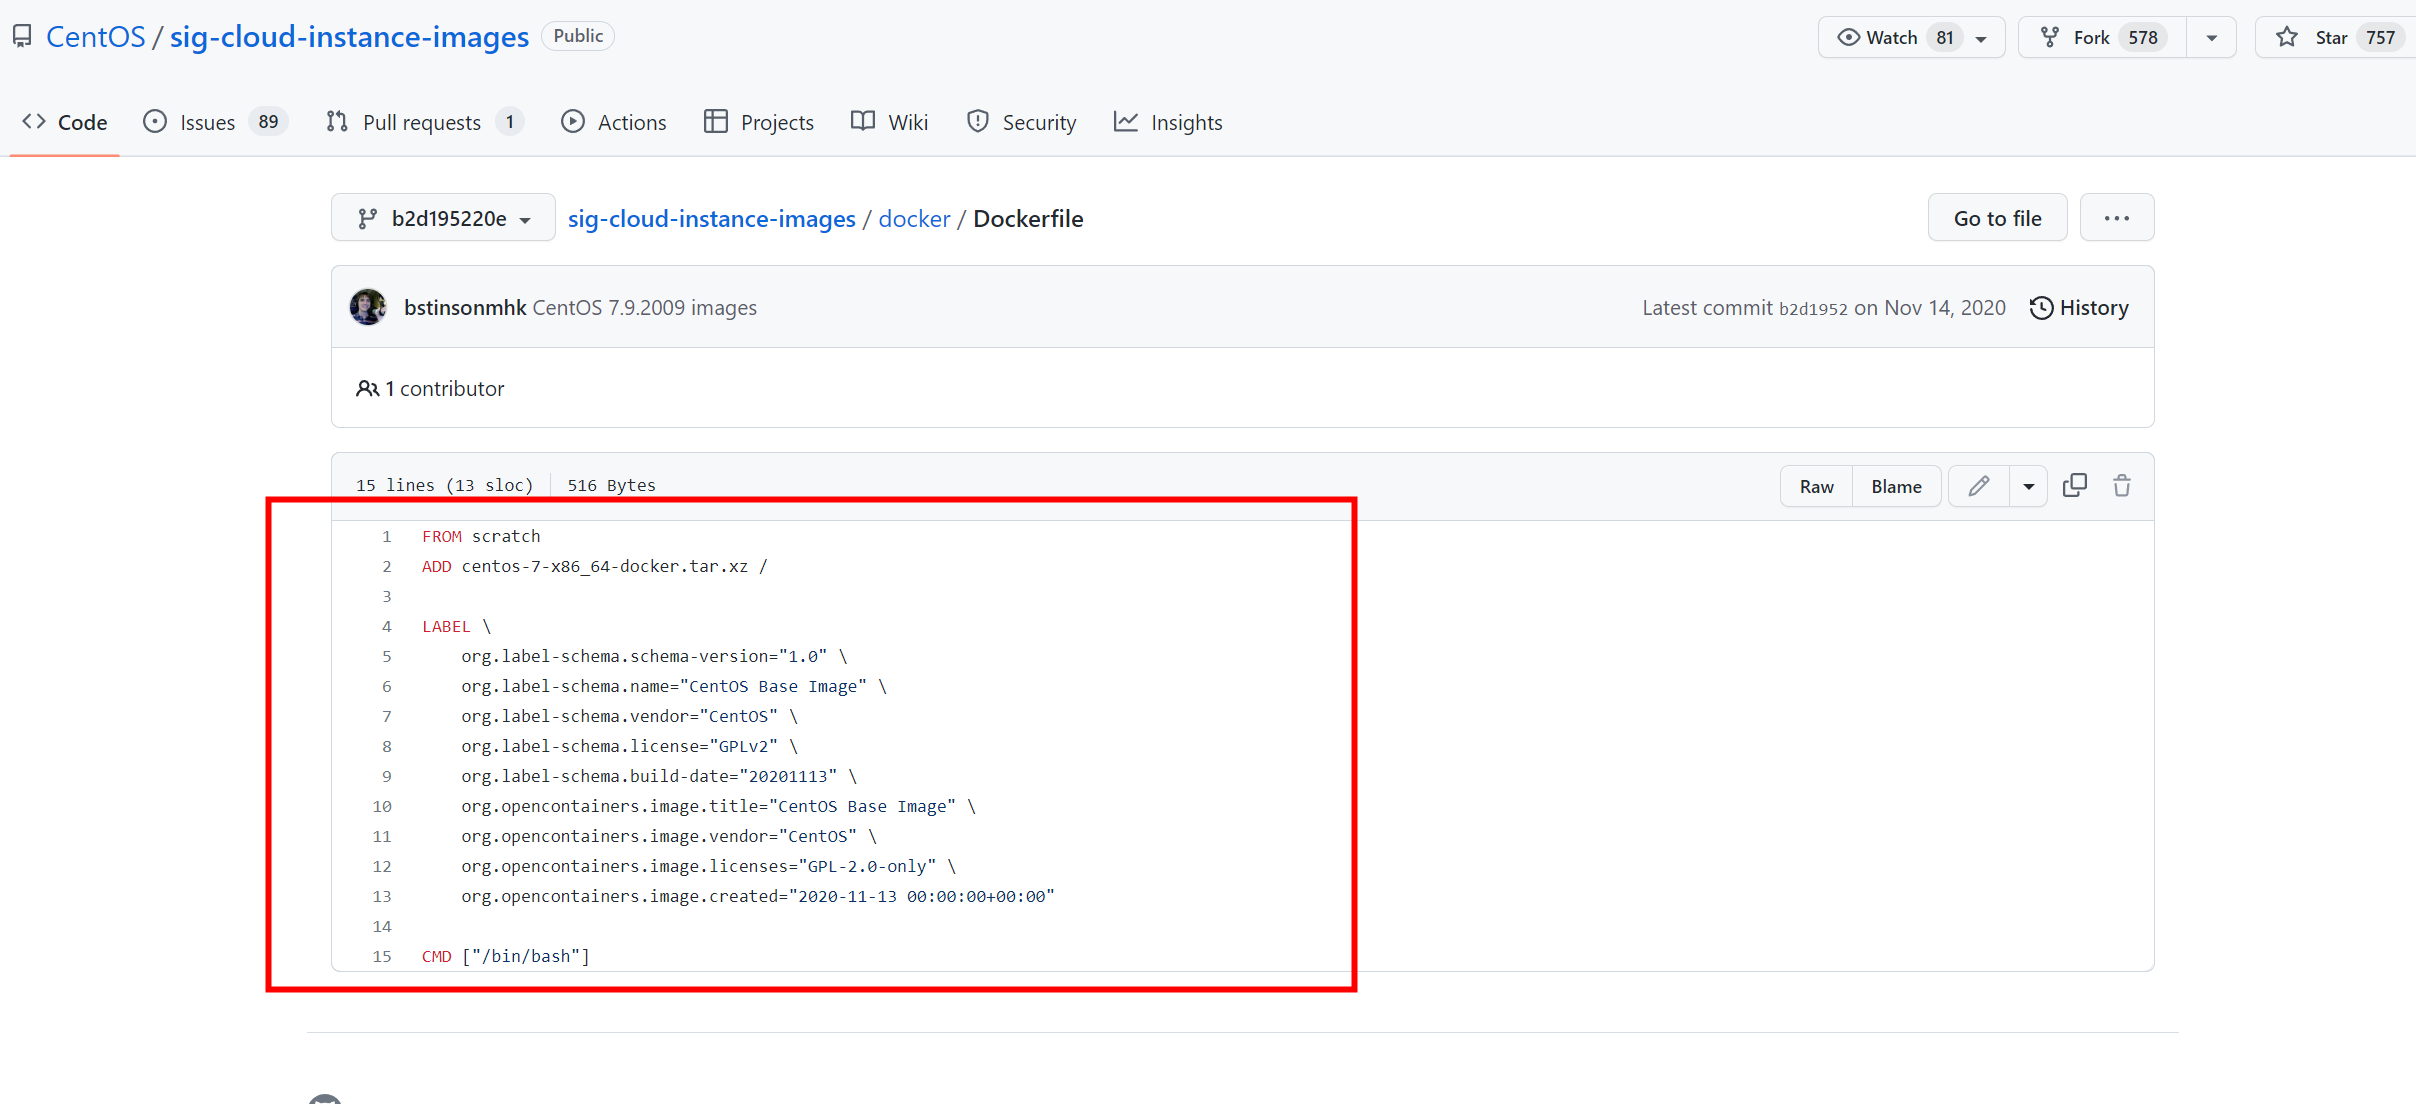 CentOS / sig-cloud-instance-images Public Watch 81 Fork 578 Star 757
Code Issues 89 Pull requests 1 Actions Projects Wiki Security Insights
b2d195220e sig-cloud-instance-images / docker / Dockerfile Go to file ...
bstinsonmhk CentOS 7.9.2009 images Latest commit b2d1952 on Nov 14, 2020 History
1 contributor
15 lines (13 sloc) 516 Bytes Raw Blame
1 FROM scratch
2 ADD centos-7-x86_64-docker.tar.xz /
3
4 LABEL \
5 org.label-schema.schema-version="1.0" \
6 org.label-schema.name="CentOS Base Image" \
7 org.label-schema.vendor="CentOS" \
8 org.label-schema.license="GPLv2" \
9 org.label-schema.build-date="20201113" \
10 org.opencontainers.image.title="CentOS Base Image" \
11 org.opencontainers.image.vendor="CentOS" \
12 org.opencontainers.image.licenses="GPL-2.0-only" \
13 org.opencontainers.image.created="2020-11-13 00:00:00+00:00"
14
15 CMD ["/bin/bash"]